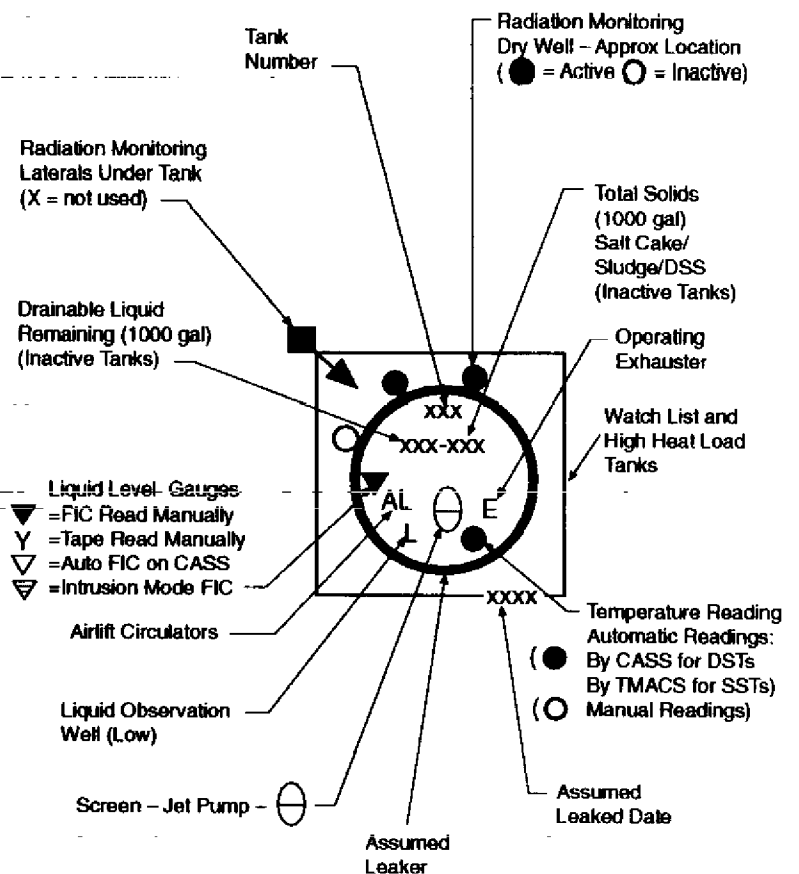 Tank
Number
Radiation Monitoring
Dry Well – Approx Location
( ● = Active ○ = Inactive)
Radiation Monitoring
Laterals Under Tank
(X = not used)
Total Solids
(1000 gal)
Salt Cake/
Sludge/DSS
(Inactive Tanks)
Drainable Liquid
Remaining (1000 gal)
(Inactive Tanks)
Operating
Exhauster
XXX
XXX-XXX
Watch List and
High Heat Load
Tanks
Liquid Level Gauges
▼ =FIC Read Manually
Y =Tape Read Manually
▽ =Auto FIC on CASS
=Intrusion Mode FIC
AL
E
L
XXXX
Airlift Circulators
Temperature Reading
Automatic Readings:
( ● By CASS for DSTs
By TMACS for SSTs)
( ○ Manual Readings)
Liquid Observation
Well (Low)
Screen – Jet Pump –
Assumed
Leaked Date
Assumed
Leaker